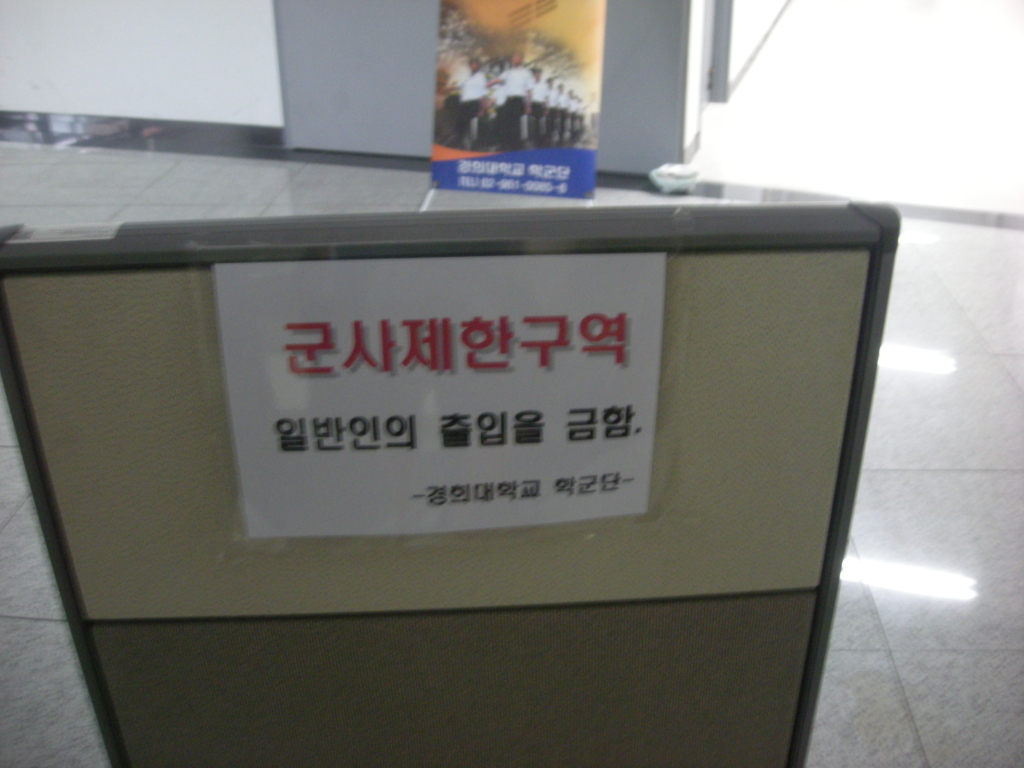 경희대학교 학군단
군사제한구역
일반인의 출입을 금함.
-경희대학교 학군단-